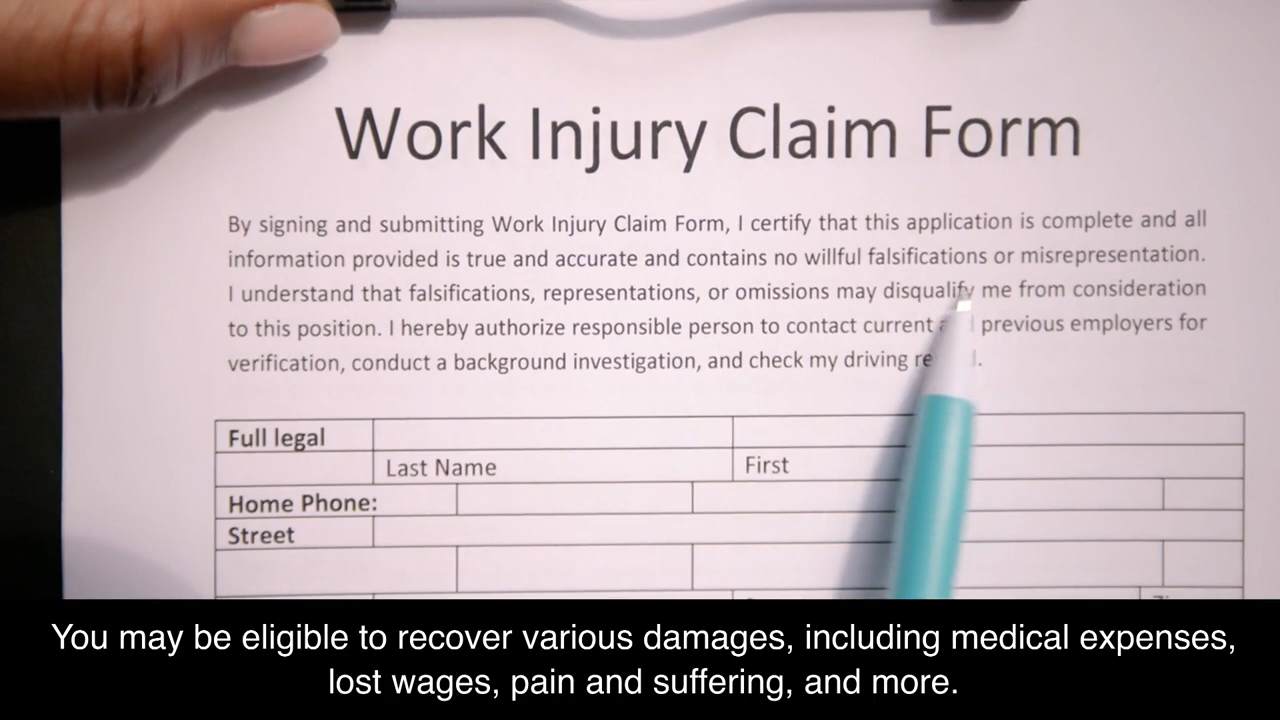 Work Injury Claim Form
By signing and submitting Work Injury Claim Form, I certify that this application is complete and all
information provided is true and accurate and contains no willful falsifications or misrepresentation.
I understand that falsifications, representations, or omissions may disqualify me from consideration
to this position. I hereby authorize responsible person to contact current previous employers for
verification, conduct a background investigation, and check my driving
Full legal
Last Name First
Home Phone:
Street
You may be eligible to recover various damages, including medical expenses,
lost wages, pain and suffering, and more.